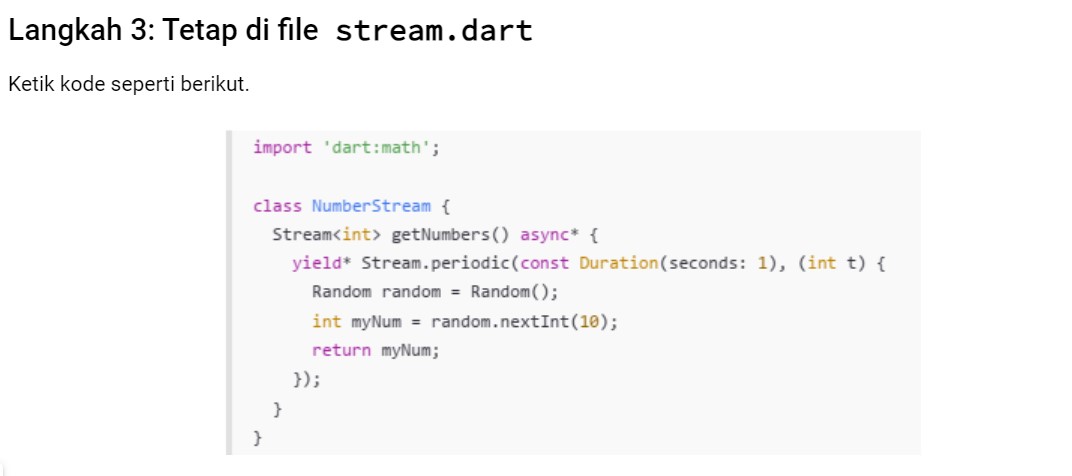 Langkah 3: Tetap di file stream.dart
Ketik kode seperti berikut.
import 'dart:math';
class NumberStream {
  Stream<int> getNumbers() async* {
    yield* Stream.periodic(const Duration(seconds: 1), (int t) {
      Random random = Random();
      int myNum = random.nextInt(10);
      return myNum;
    });
  }
}